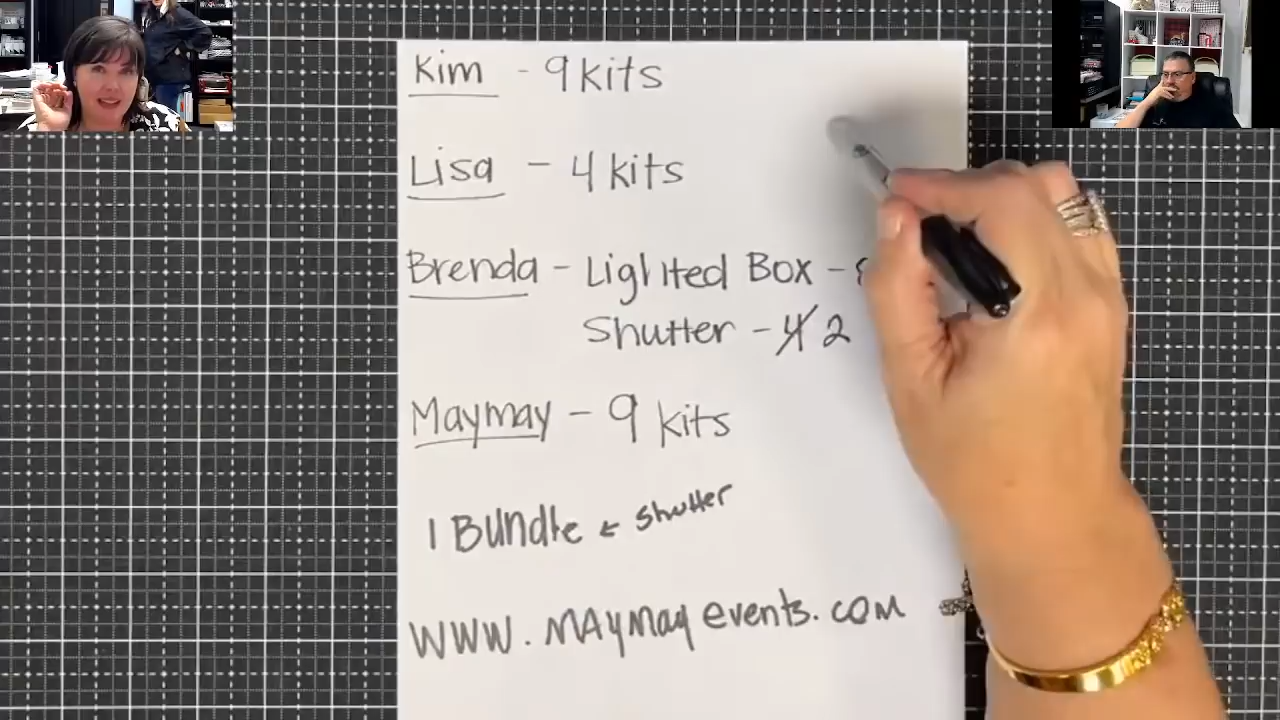 Kim - 9 kits
Lisa - 4 kits
Brenda - Lighted Box -
Shutter - 4 2
Maymay - 9 kits
1 Bundle ← Shutter
www.maymayevents.com